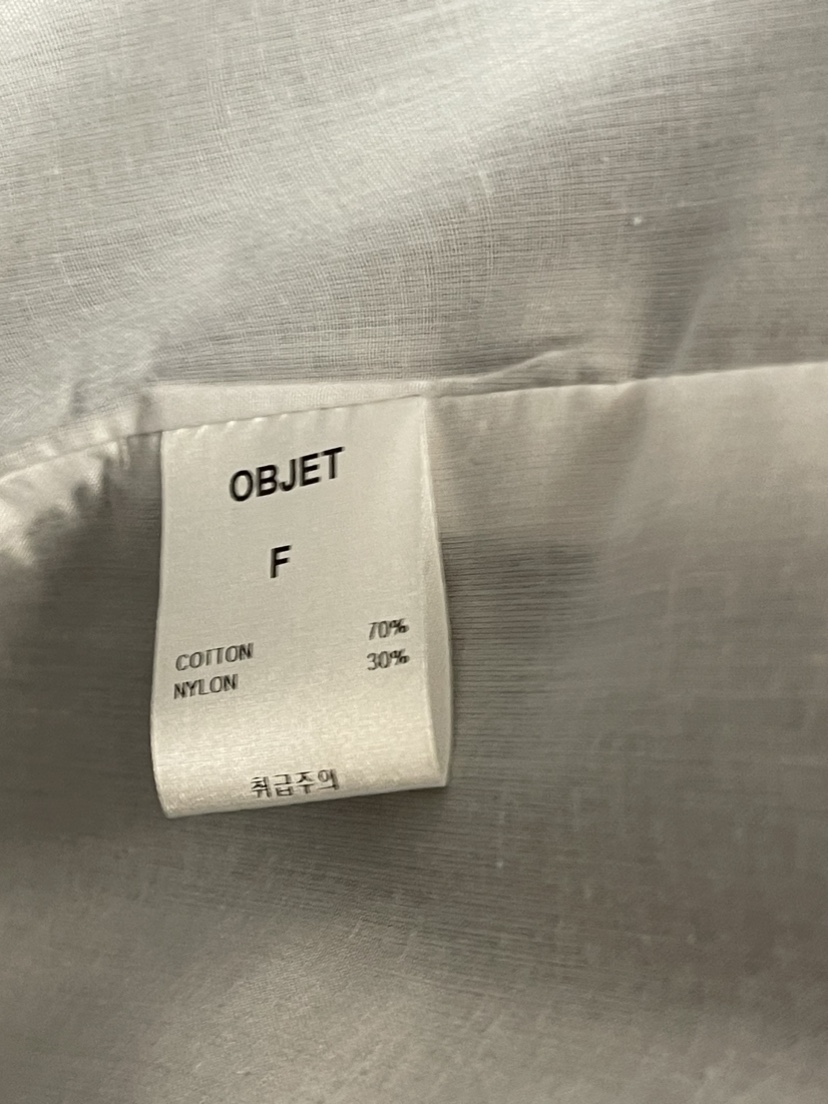 OBJET
F
COTTON 70%
NYLON 30%
취급주의